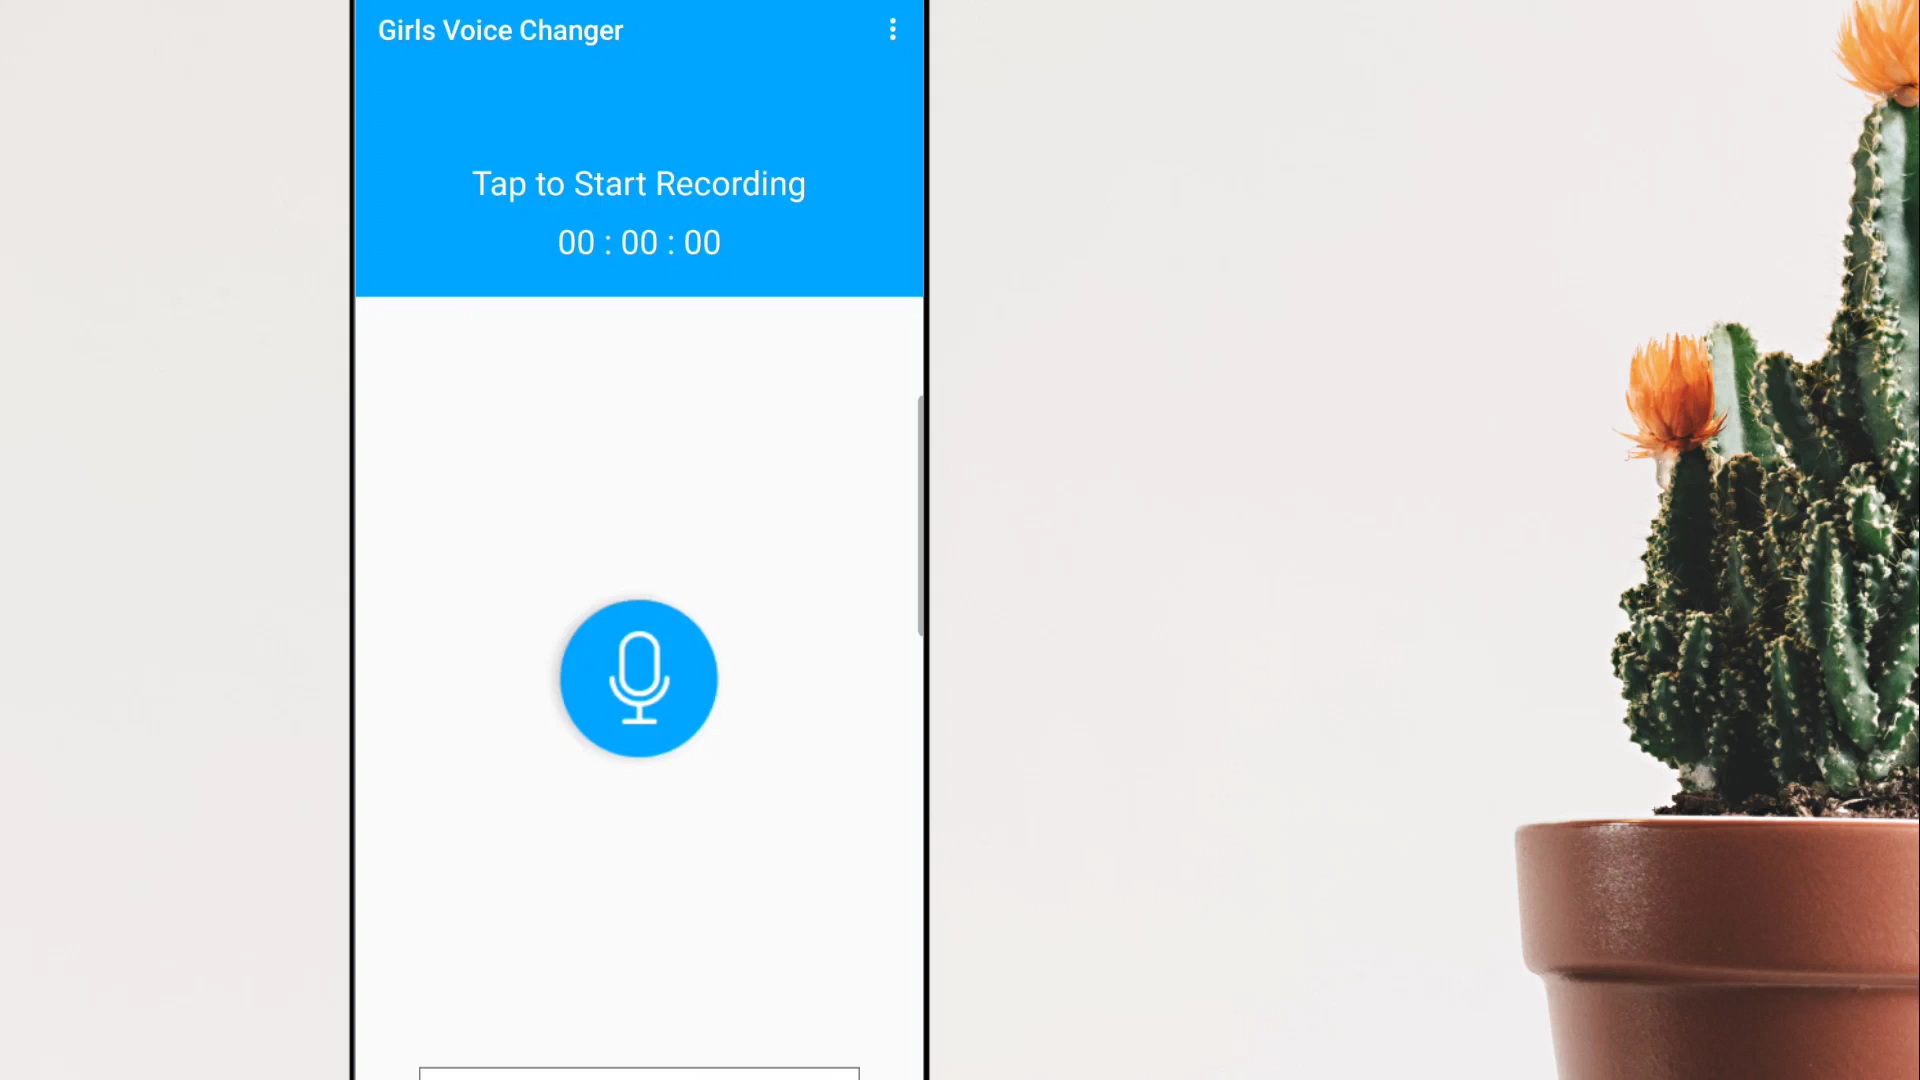 Girls Voice Changer
Tap to Start Recording
00 : 00 : 00